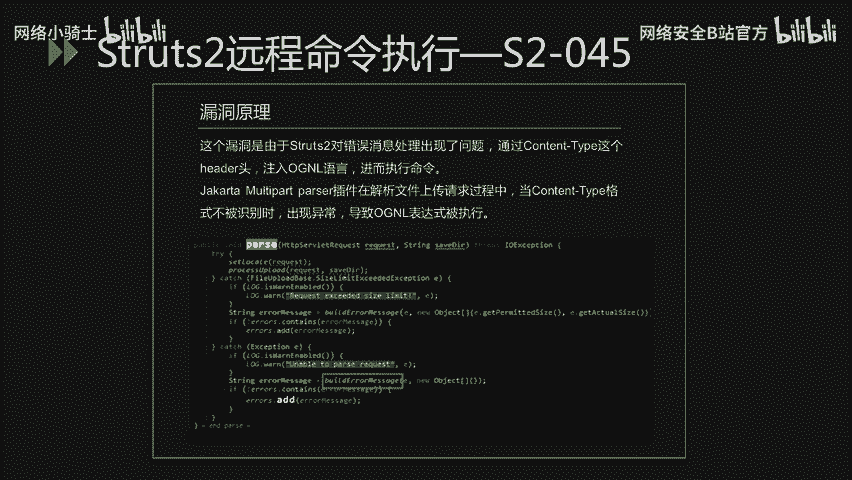 网络小骑士 bilibili
网络安全B站官方 bilibili
Struts2远程命令执行—S2-045
漏洞原理
这个漏洞是由于Struts2对错误消息处理出现了问题，通过Content-Type这个
header头，注入OGNL语言，进而执行命令。
Jakarta Multipart parser插件在解析文件上传请求过程中，当Content-Type格
式不被识别时，出现异常，导致OGNL表达式被执行。
parse(HttpServletRequest request, String saveDir) throws IOException {
try {
setLocale(request);
processUpload(request, saveDir);
} catch (FileUploadBase.SizeLimitExceededException e) {
if (LOG.isWarnEnabled()) {
LOG.warn("Request exceeded size limit!", e);
}
String errorMessage = buildErrorMessage(e, new Object[]{e.getPermittedSize(), e.getActualSize()}
if (!errors.contains(errorMessage)) {
errors.add(errorMessage);
}
} catch (Exception e) {
if (LOG.isWarnEnabled()) {
LOG.warn("Unable to parse request", e);
}
String errorMessage = buildErrorMessage(e, new Object[]{});
if (!errors.contains(errorMessage)) {
errors.add(errorMessage);
}
}
} - end parse -